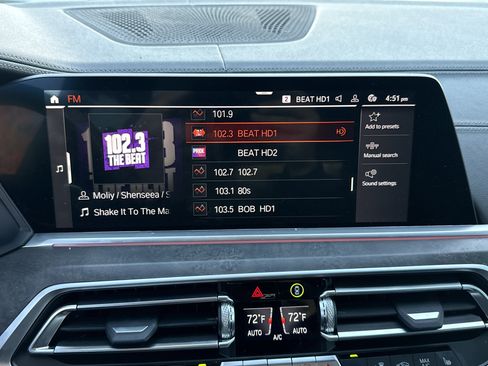 FM
2 BEAT HD1
4:51 pm
101.9
102.3 BEAT HD1 HD
BEAT HD2
102.7 102.7
103.1 80s
103.5 BOB HD1
102.3
THE BEAT
Moliy / Shenseea / S
Shake It To The Ma
Add to presets
Manual search
Sound settings
72°F
AUTO
A/C
72°F
AUTO
MAX
A/C